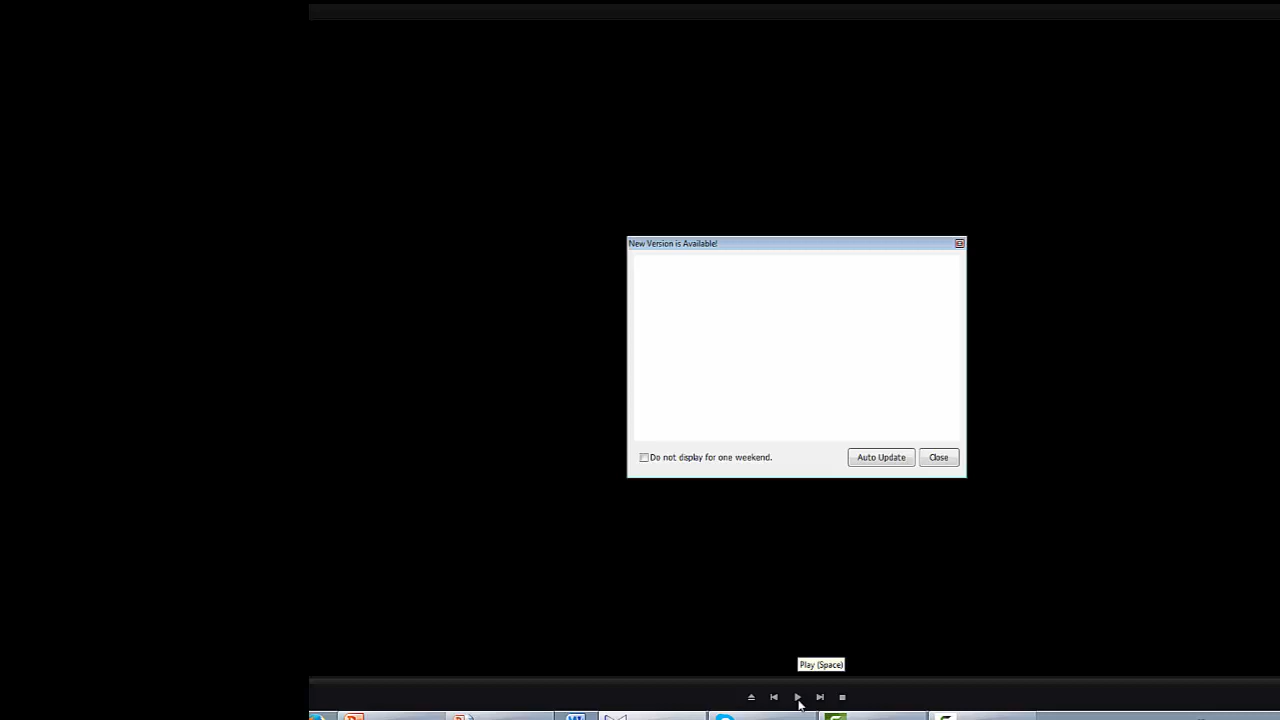 New Version is Available!
Do not display for one weekend.
Auto Update
Close
Play (Space)